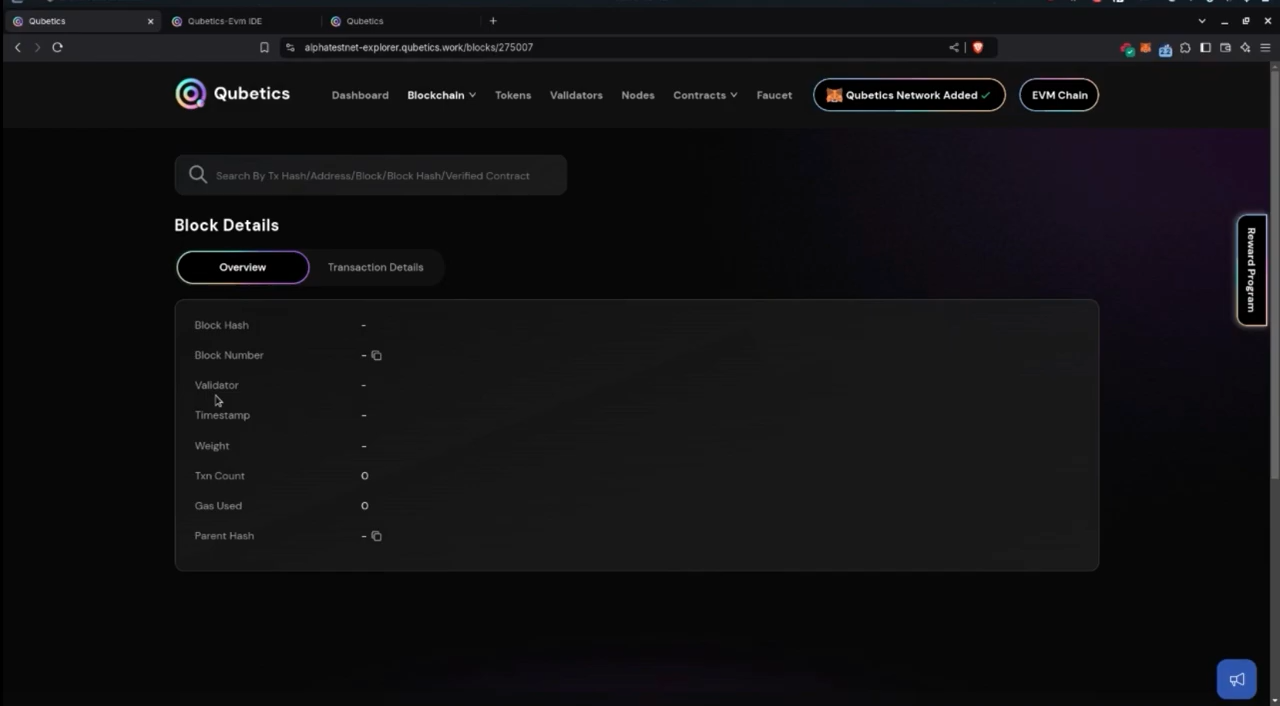 Qubetics
Qubetics-Evm IDE
Qubetics
alphatestnet-explorer.qubetics.work/blocks/275007
Qubetics
Dashboard
Blockchain
Tokens
Validators
Nodes
Contracts
Faucet
Qubetics Network Added
EVM Chain
Search By Tx Hash/Address/Block/Block Hash/Verified Contract
Block Details
Overview
Transaction Details
Reward Program
Block Hash -
Block Number -
Validator -
Timestamp -
Weight -
Txn Count 0
Gas Used 0
Parent Hash -